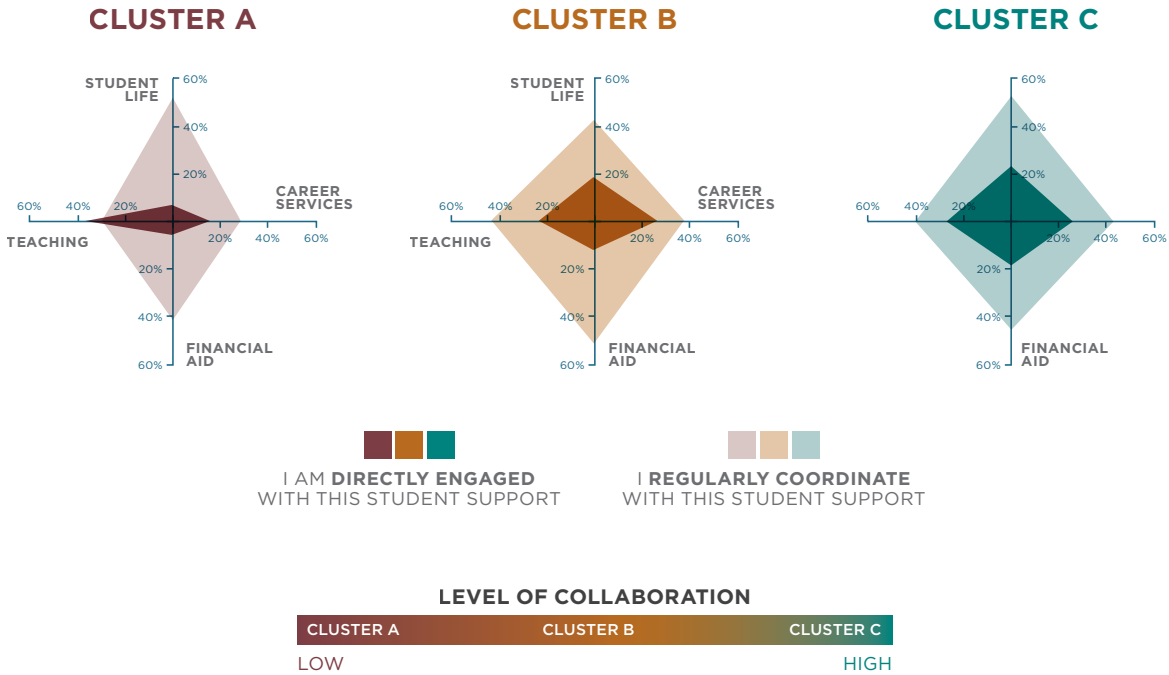 CLUSTER A
STUDENT
LIFE
60%
40%
20%
CAREER
SERVICES
60%
40%
20%
20%
40%
60%
TEACHING
20%
40%
60%
FINANCIAL
AID
CLUSTER B
STUDENT
LIFE
60%
40%
20%
CAREER
SERVICES
60%
40%
20%
20%
40%
60%
TEACHING
20%
40%
60%
FINANCIAL
AID
CLUSTER C
60%
40%
20%
60%
40%
20%
20%
40%
60%
20%
40%
60%
FINANCIAL
AID
I AM DIRECTLY ENGAGED
WITH THIS STUDENT SUPPORT
I REGULARLY COORDINATE
WITH THIS STUDENT SUPPORT
LEVEL OF COLLABORATION
CLUSTER A
CLUSTER B
CLUSTER C
LOW
HIGH